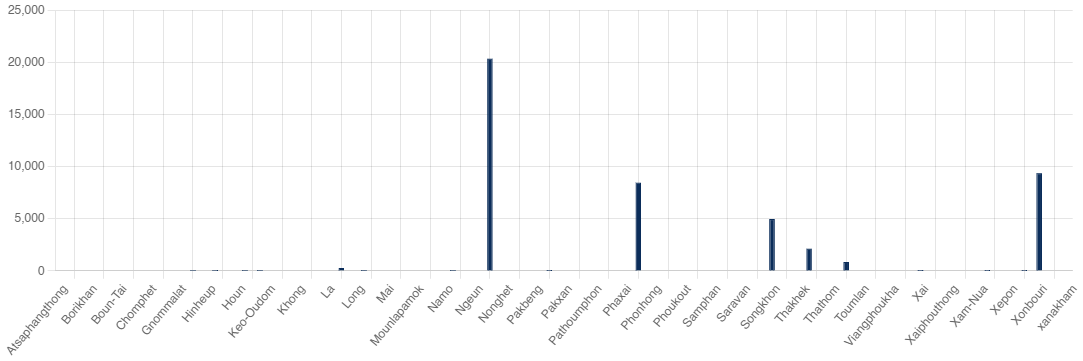 25,000
20,000
15,000
10,000
5,000
0
Atsaphangthong
Borikhan
Boun-Tai
Chomphet
Gnommalat
Hinheup
Houn
Keo-Oudom
Khong
La
Long
Mai
Mounlapamok
Namo
Ngeun
Nonghet
Pakbeng
Pakxan
Pathoumphon
Phaxai
Phonhong
Phoukout
Samphan
Saravan
Songkhon
Thakhek
Thathom
Toumlan
Viangphoukha
Xai
Xaiphouthong
Xam-Nua
Xepon
Xonbouri
xanakham